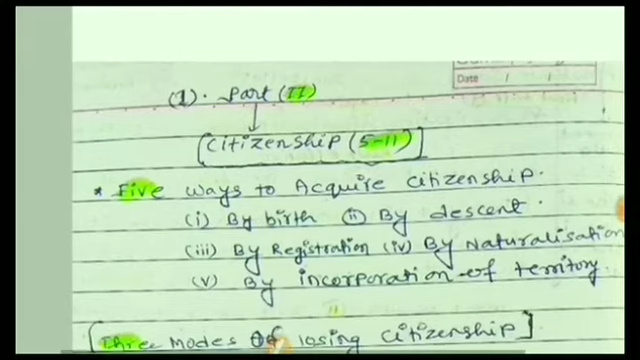 Date / /
(1). Part (II)
[Citizenship (5-11)]
* Five ways to Acquire citizenship.
(i) By birth (ii) By descent.
(iii) By Registration (iv) By Naturalisation
(v) By incorporation of territory
[Three Modes Of losing citizenship]